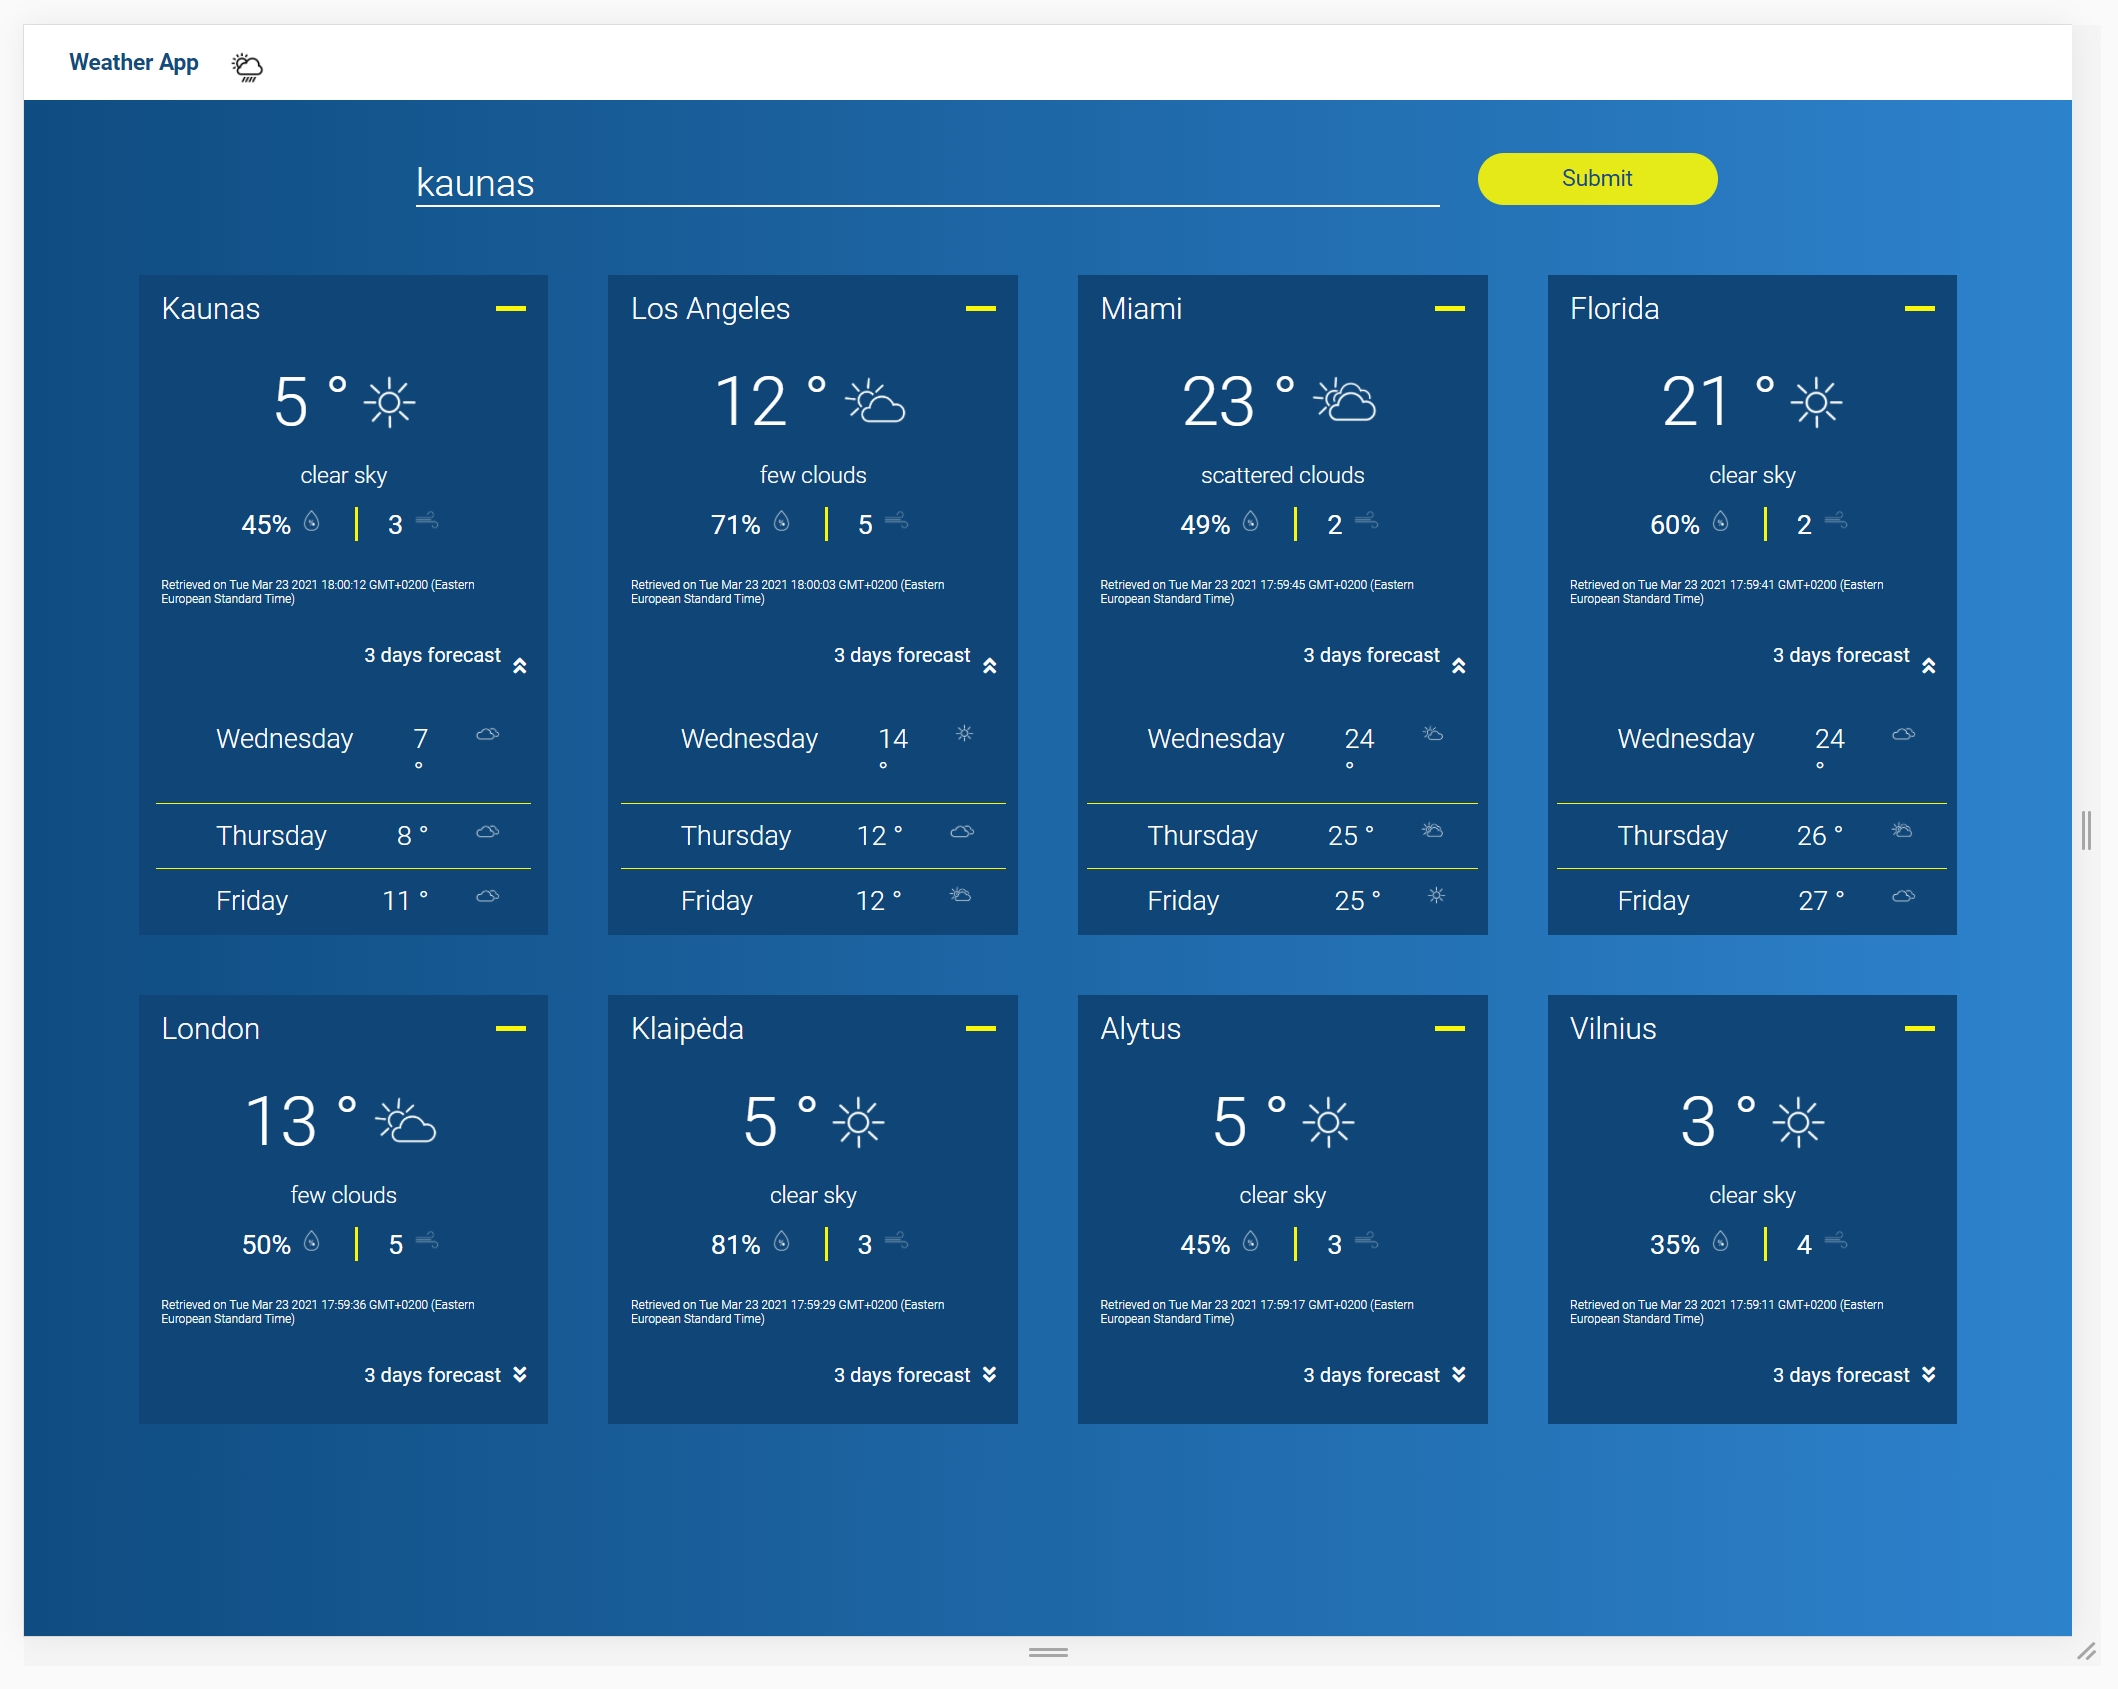 Weather App
kaunas
Submit
Kaunas
5 °
clear sky
45% 3
Retrieved on Tue Mar 23 2021 18:00:12 GMT+0200 (Eastern
European Standard Time)
3 days forecast
Wednesday 7
°
Thursday 8 °
Friday 11 °
Los Angeles
12 °
few clouds
71% 5
Retrieved on Tue Mar 23 2021 18:00:03 GMT+0200 (Eastern
European Standard Time)
3 days forecast
Wednesday 14
°
Thursday 12 °
Friday 12 °
Miami
23 °
scattered clouds
49% 2
Retrieved on Tue Mar 23 2021 17:59:45 GMT+0200 (Eastern
European Standard Time)
3 days forecast
Wednesday 24
°
Thursday 25 °
Friday 25 °
Florida
21 °
clear sky
60% 2
Retrieved on Tue Mar 23 2021 17:59:41 GMT+0200 (Eastern
European Standard Time)
3 days forecast
Wednesday 24
°
Thursday 26 °
Friday 27 °
London
13 °
few clouds
50% 5
Retrieved on Tue Mar 23 2021 17:59:36 GMT+0200 (Eastern
European Standard Time)
3 days forecast
Klaipėda
5 °
clear sky
81% 3
Retrieved on Tue Mar 23 2021 17:59:29 GMT+0200 (Eastern
European Standard Time)
3 days forecast
Alytus
5 °
clear sky
45% 3
Retrieved on Tue Mar 23 2021 17:59:17 GMT+0200 (Eastern
European Standard Time)
3 days forecast
Vilnius
3 °
clear sky
35% 4
Retrieved on Tue Mar 23 2021 17:59:11 GMT+0200 (Eastern
European Standard Time)
3 days forecast